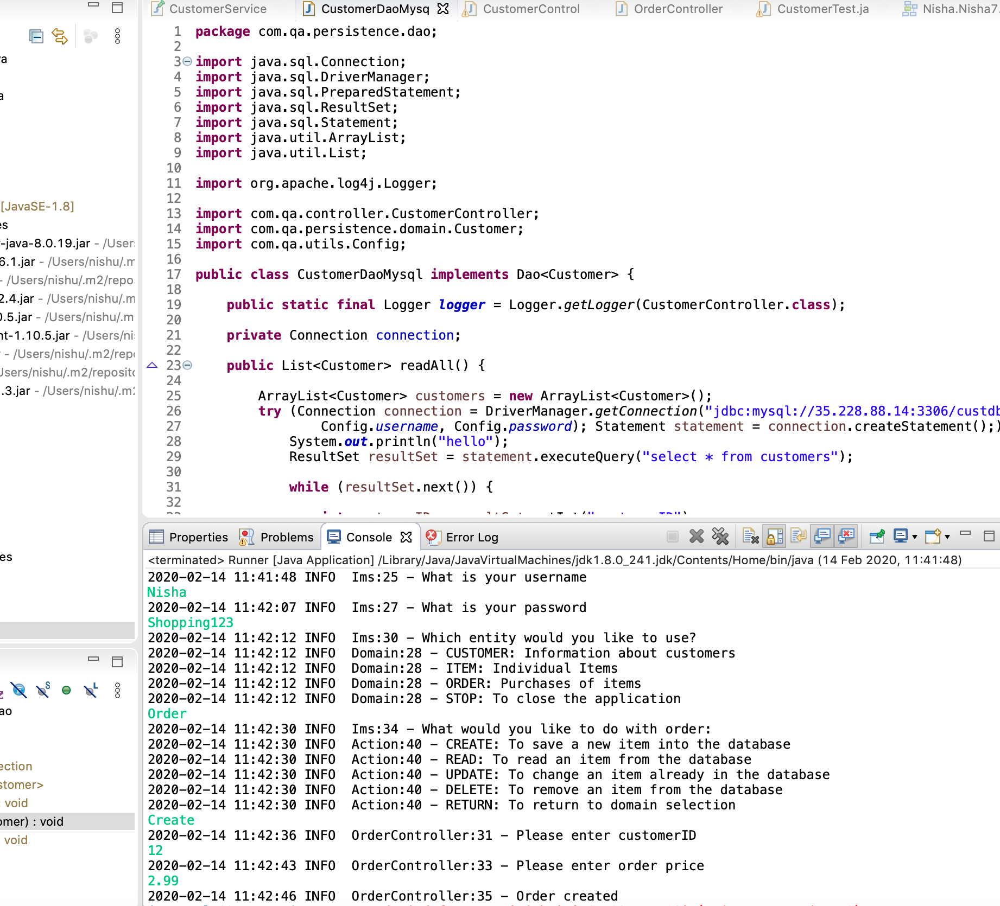 CustomerService
CustomerDaoMysq
CustomerControl
OrderController
CustomerTest.ja
Nisha.Nisha7.
va
a
[JavaSE-1.8]
es
-java-8.0.19.jar - /User
6.1.jar - /Users/nishu/.m
- /Users/nishu/.m2/repo
2.4.jar - /Users/nishu/.m
0.5.jar - /Users/nishu/.m
nt-1.10.5.jar - /Users/ni
- /Users/nishu/.m2/rep
Users/nishu/.m2/reposito
.3.jar - /Users/nishu/.m2
es
ao
ection
stomer>
: void
omer) : void
void
1 package com.qa.persistence.dao;
2
3 import java.sql.Connection;
4 import java.sql.DriverManager;
5 import java.sql.PreparedStatement;
6 import java.sql.ResultSet;
7 import java.sql.Statement;
8 import java.util.ArrayList;
9 import java.util.List;
10
11 import org.apache.log4j.Logger;
12
13 import com.qa.controller.CustomerController;
14 import com.qa.persistence.domain.Customer;
15 import com.qa.utils.Config;
16
17 public class CustomerDaoMysql implements Dao<Customer> {
18
19 public static final Logger logger = Logger.getLogger(CustomerController.class);
20
21 private Connection connection;
22
23 public List<Customer> readAll() {
24
25 ArrayList<Customer> customers = new ArrayList<Customer>();
26 try (Connection connection = DriverManager.getConnection("jdbc:mysql://35.228.88.14:3306/custdb
27 Config.username, Config.password); Statement statement = connection.createStatement();)
28 System.out.println("hello");
29 ResultSet resultSet = statement.executeQuery("select * from customers");
30
31 while (resultSet.next()) {
32
Properties
Problems
Console
Error Log
<terminated> Runner [Java Application] /Library/Java/JavaVirtualMachines/jdk1.8.0_241.jdk/Contents/Home/bin/java (14 Feb 2020, 11:41:48)
2020-02-14 11:41:48 INFO Ims:25 - What is your username
Nisha
2020-02-14 11:42:07 INFO Ims:27 - What is your password
Shopping123
2020-02-14 11:42:12 INFO Ims:30 - Which entity would you like to use?
2020-02-14 11:42:12 INFO Domain:28 - CUSTOMER: Information about customers
2020-02-14 11:42:12 INFO Domain:28 - ITEM: Individual Items
2020-02-14 11:42:12 INFO Domain:28 - ORDER: Purchases of items
2020-02-14 11:42:12 INFO Domain:28 - STOP: To close the application
Order
2020-02-14 11:42:30 INFO Ims:34 - What would you like to do with order:
2020-02-14 11:42:30 INFO Action:40 - CREATE: To save a new item into the database
2020-02-14 11:42:30 INFO Action:40 - READ: To read an item from the database
2020-02-14 11:42:30 INFO Action:40 - UPDATE: To change an item already in the database
2020-02-14 11:42:30 INFO Action:40 - DELETE: To remove an item from the database
2020-02-14 11:42:30 INFO Action:40 - RETURN: To return to domain selection
Create
2020-02-14 11:42:36 INFO OrderController:31 - Please enter customerID
12
2020-02-14 11:42:43 INFO OrderController:33 - Please enter order price
2.99
2020-02-14 11:42:46 INFO OrderController:35 - Order created